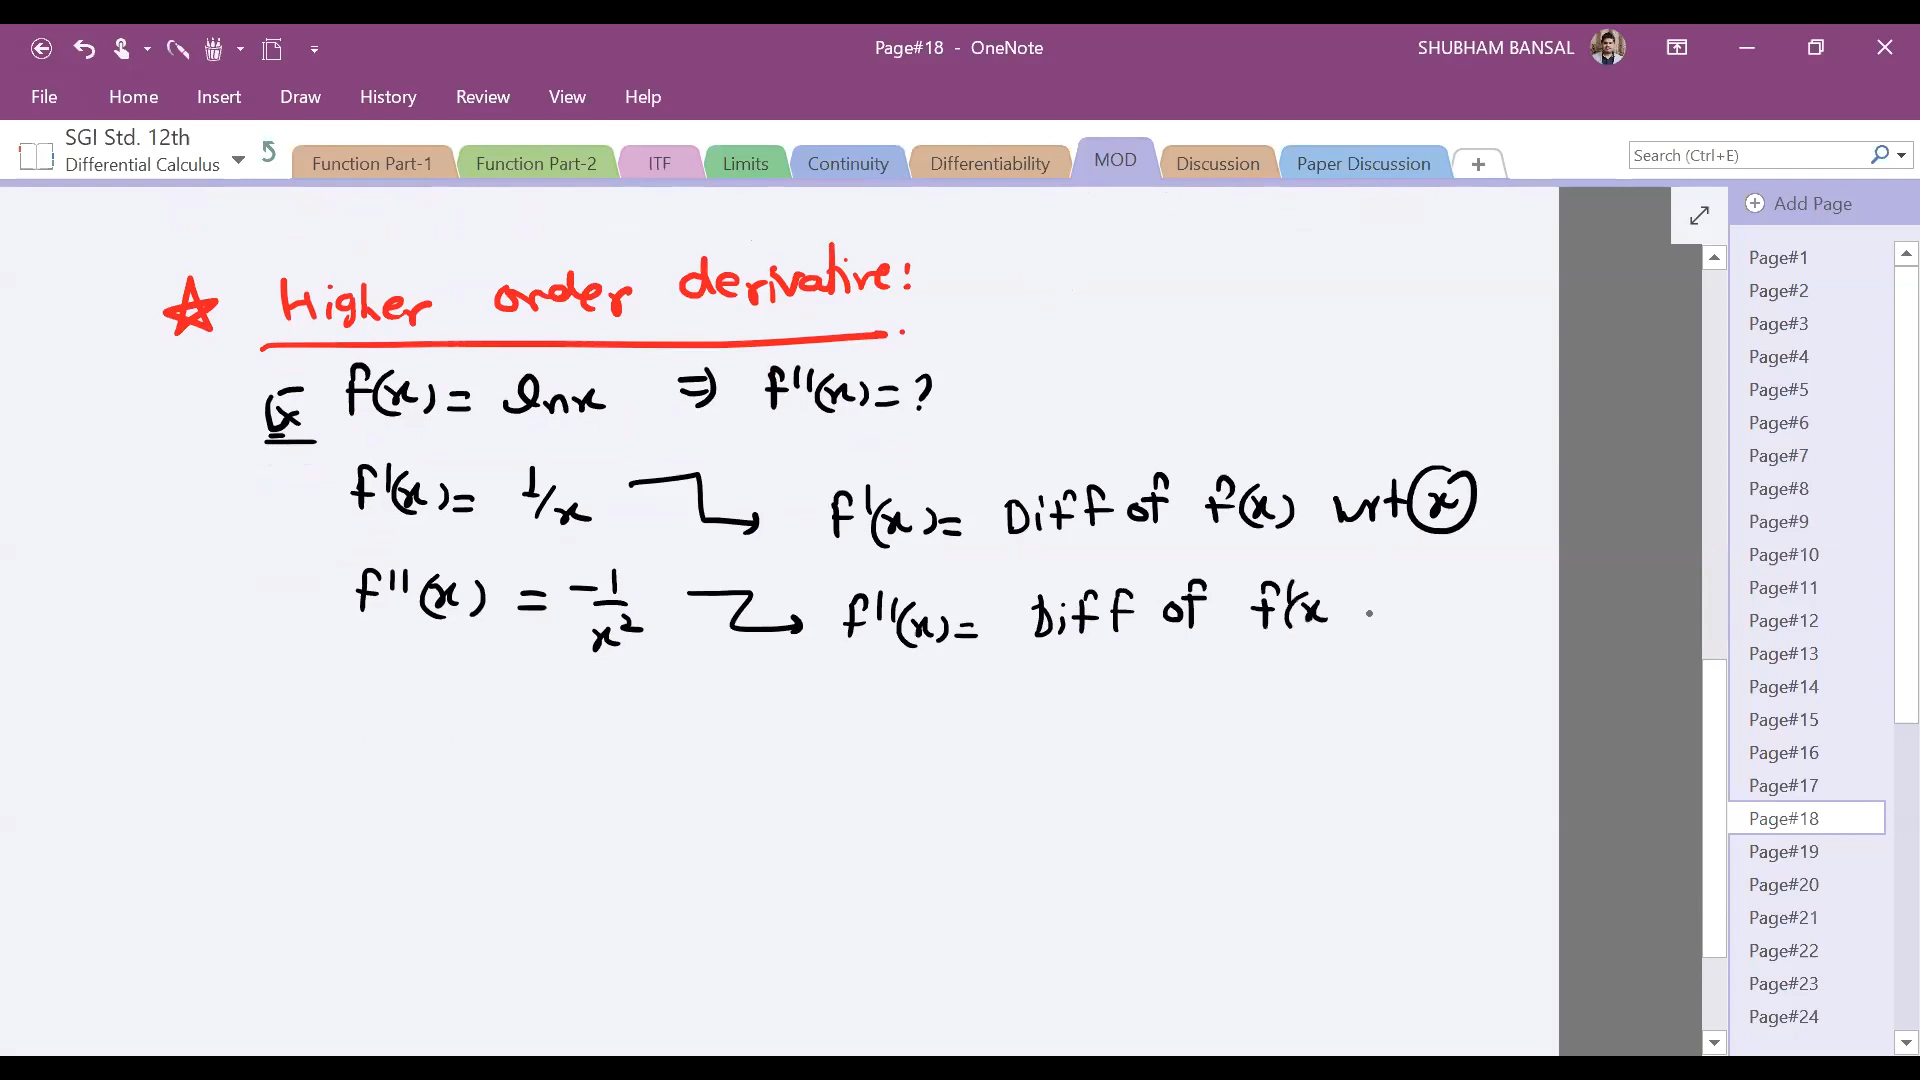 Page#18 - OneNote
SHUBHAM BANSAL
File Home Insert Draw History Review View Help
SGI Std. 12th
Differential Calculus
Function Part-1 Function Part-2 ITF Limits Continuity Differentiability MOD Discussion Paper Discussion
Search (Ctrl+E)
Add Page
Higher order derivative:
Ex f(x) = lnx ⇒ f''(x) = ?
f'(x) = 1/x → f'(x) = Diff of f(x) wrt x
f''(x) = -1/x² → f''(x) = Diff of f'(x
Page#1
Page#2
Page#3
Page#4
Page#5
Page#6
Page#7
Page#8
Page#9
Page#10
Page#11
Page#12
Page#13
Page#14
Page#15
Page#16
Page#17
Page#18
Page#19
Page#20
Page#21
Page#22
Page#23
Page#24